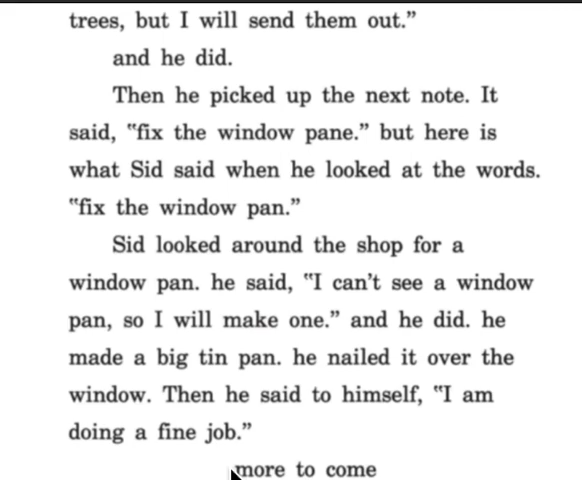 trees, but I will send them out.”
and he did.
Then he picked up the next note. It
said, “fix the window pane.” but here is
what Sid said when he looked at the words.
“fix the window pan.”
Sid looked around the shop for a
window pan. he said, “I can’t see a window
pan, so I will make one.” and he did. he
made a big tin pan. he nailed it over the
window. Then he said to himself, “I am
doing a fine job.”
more to come